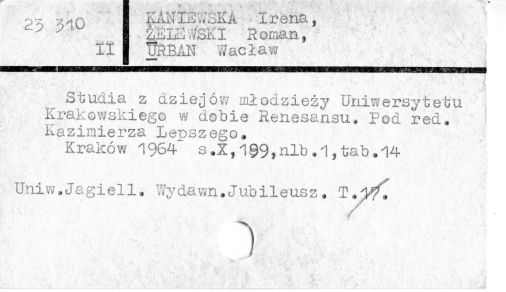 23 310
II
KANIEWSKA Irena,
ŻELEWSKI Roman,
URBAN Wacław
Studia z dziejów młodzieży Uniwersytetu
Krakowskiego w dobie Renesansu. Pod red.
Kazimierza Lepszego.
Kraków 1964 s.X,199,nlb.1,tab.14
Uniw.Jagiell. Wydawn.Jubileusz. T.17.